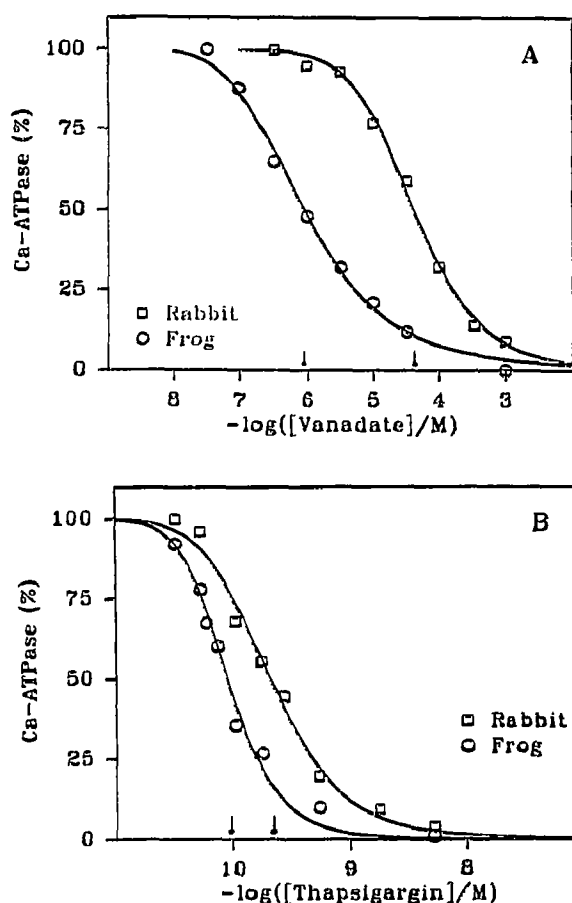 A
100
75
50
25
0
Ca-ATPase (%)
Rabbit
Frog
8 7 6 5 4 3
-log([Vanadate]/M)
B
100
75
50
25
0
Ca-ATPase (%)
Rabbit
Frog
10 9 8
-log([Thapsigargin]/M)